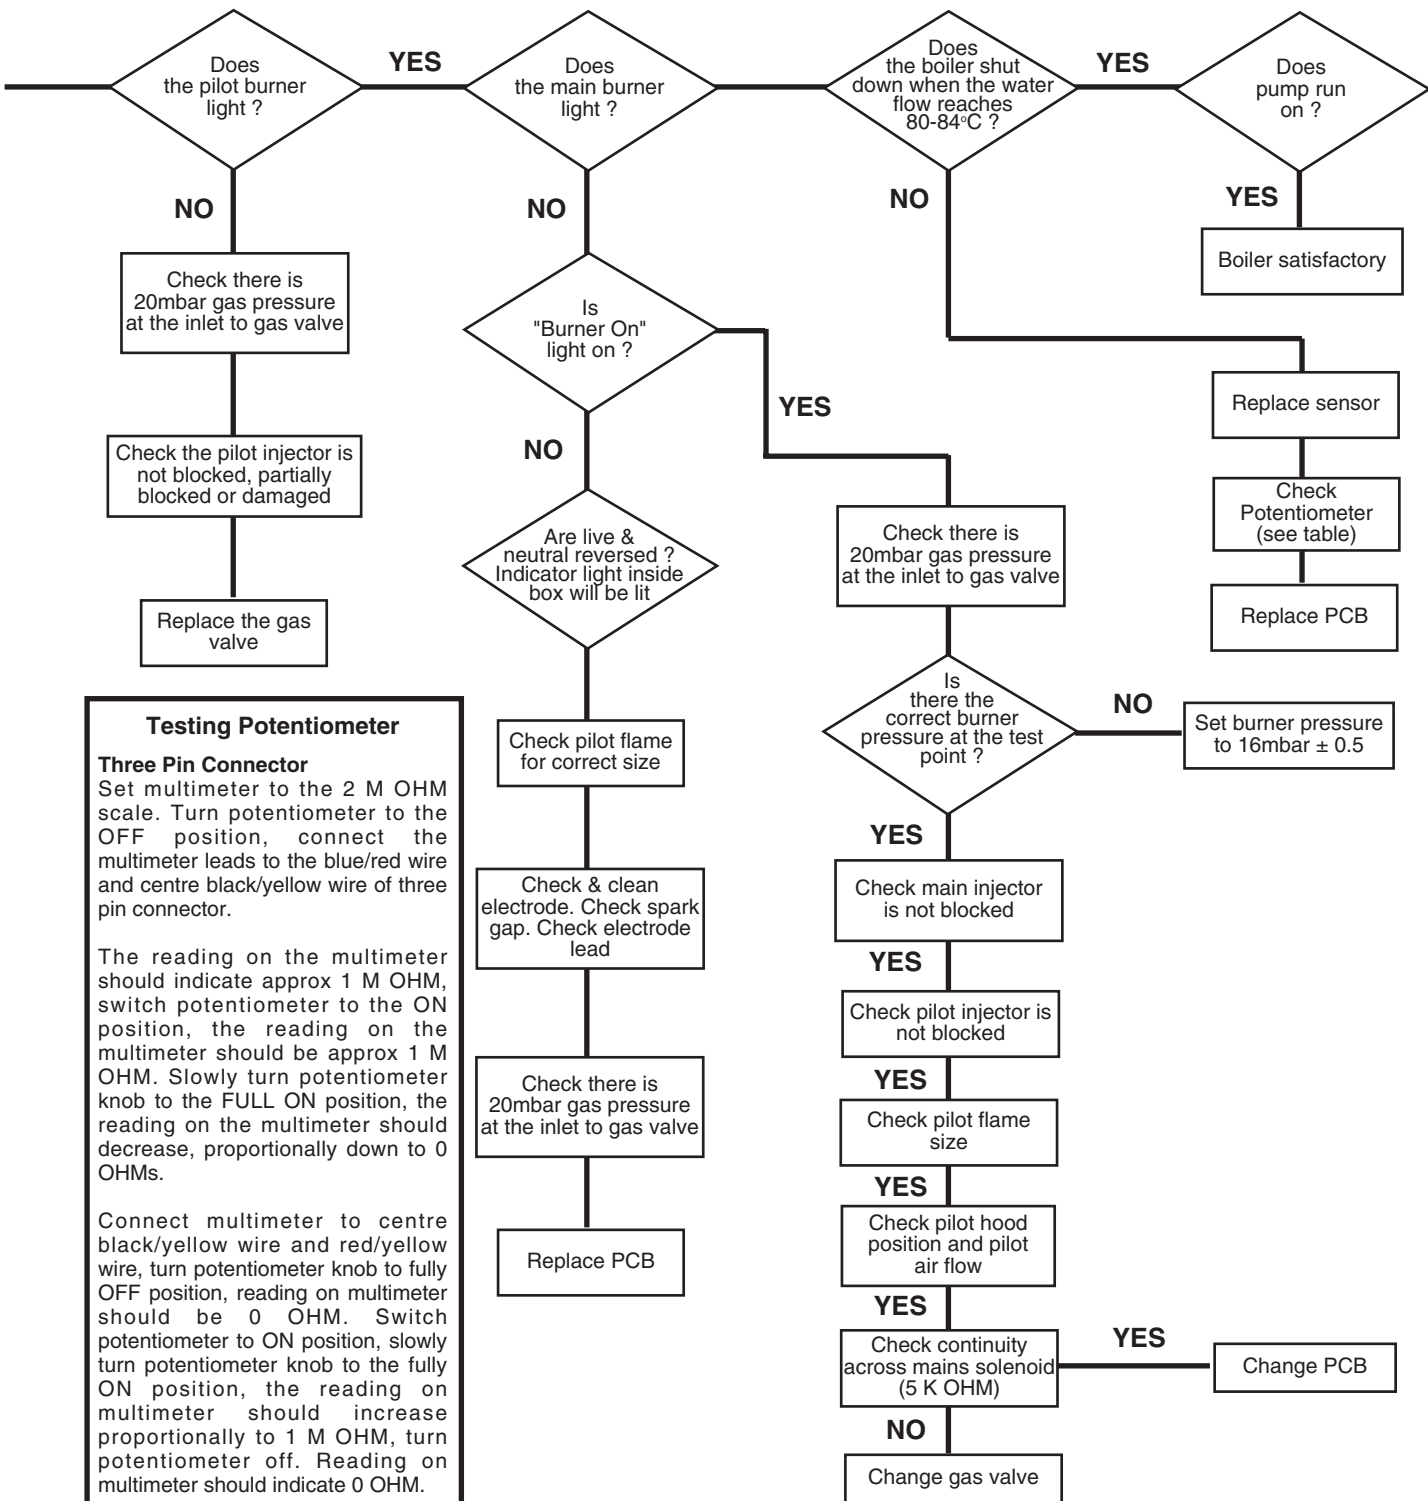 Does
the pilot burner
light ?
YES
Does
the main burner
light ?
Does
the boiler shut
down when the water
flow reaches
80-84°C ?
YES
Does
pump run
on ?
NO
NO
NO
YES
Check there is
20mbar gas pressure
at the inlet to gas valve
Is
"Burner On"
light on ?
Boiler satisfactory
YES
Replace sensor
Check the pilot injector is
not blocked, partially
blocked or damaged
NO
Check
Potentiometer
(see table)
Are live &
neutral reversed ?
Indicator light inside
box will be lit
Check there is
20mbar gas pressure
at the inlet to gas valve
Replace the gas
valve
Replace PCB
Is
there the
correct burner
pressure at the test
point ?
NO
Set burner pressure
to 16mbar ± 0.5
Check pilot flame
for correct size
YES
Check & clean
electrode. Check spark
gap. Check electrode
lead
Check main injector
is not blocked
YES
Check pilot injector is
not blocked
Check there is
20mbar gas pressure
at the inlet to gas valve
YES
Check pilot flame
size
YES
Replace PCB
Check pilot hood
position and pilot
air flow
YES
Check continuity
across mains solenoid
(5 K OHM)
YES
Change PCB
NO
Change gas valve
Testing Potentiometer
Three Pin Connector
Set multimeter to the 2 M OHM
scale. Turn potentiometer to the
OFF position, connect the
multimeter leads to the blue/red wire
and centre black/yellow wire of three
pin connector.
The reading on the multimeter
should indicate approx 1 M OHM,
switch potentiometer to the ON
position, the reading on the
multimeter should be approx 1 M
OHM. Slowly turn potentiometer
knob to the FULL ON position, the
reading on the multimeter should
decrease, proportionally down to 0
OHMs.
Connect multimeter to centre
black/yellow wire and red/yellow
wire, turn potentiometer knob to fully
OFF position, reading on multimeter
should be 0 OHM. Switch
potentiometer to ON position, slowly
turn potentiometer knob to the fully
ON position, the reading on
multimeter should increase
proportionally to 1 M OHM, turn
potentiometer off. Reading on
multimeter should indicate 0 OHM.